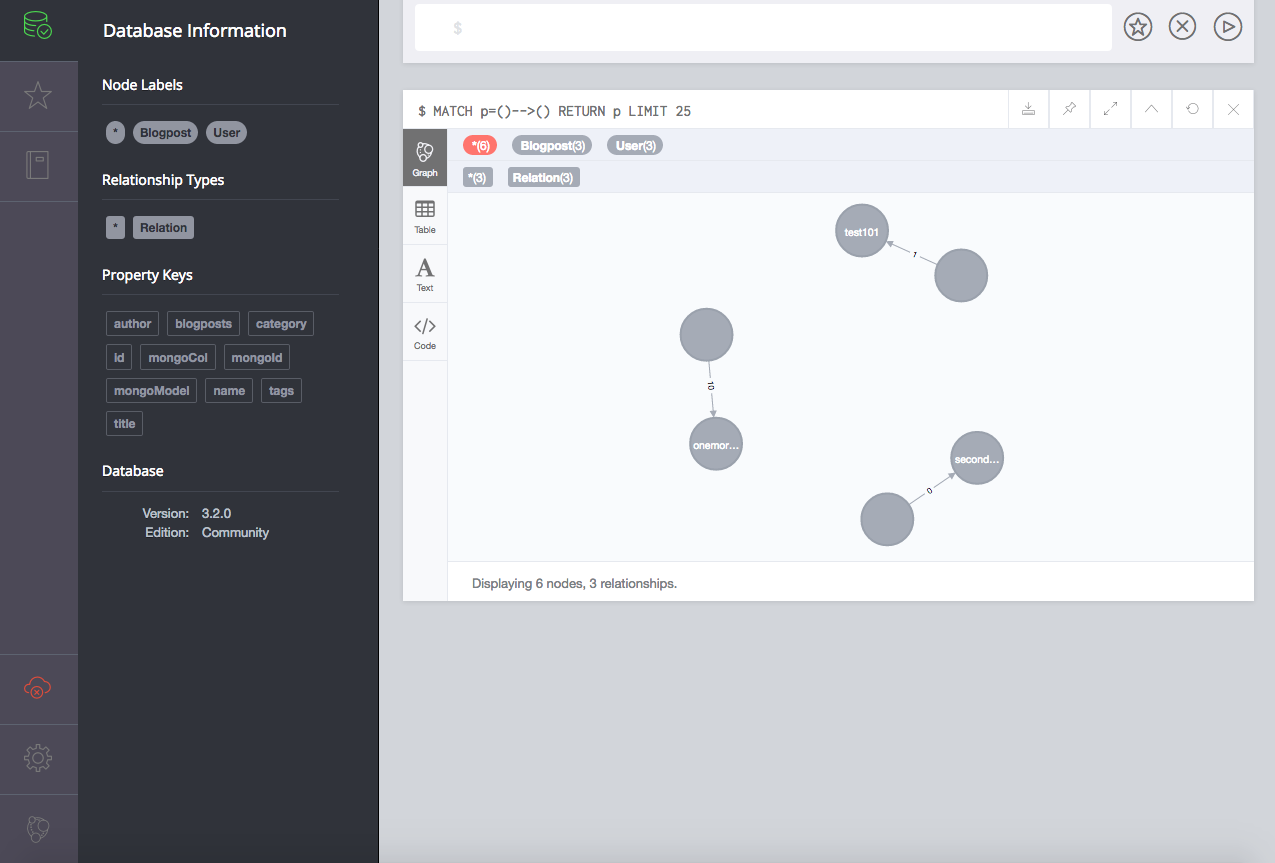 Database Information
Node Labels
* Blogpost User
Relationship Types
* Relation
Property Keys
author blogposts category
id mongoCol mongoId
mongoModel name tags
title
Database
Version: 3.2.0
Edition: Community
$
$ MATCH p=()-->() RETURN p LIMIT 25
*(6) Blogpost(3) User(3)
*(3) Relation(3)
Graph
Table
A
Text
</>
Code
test101
1
10
onemor...
second...
0
Displaying 6 nodes, 3 relationships.